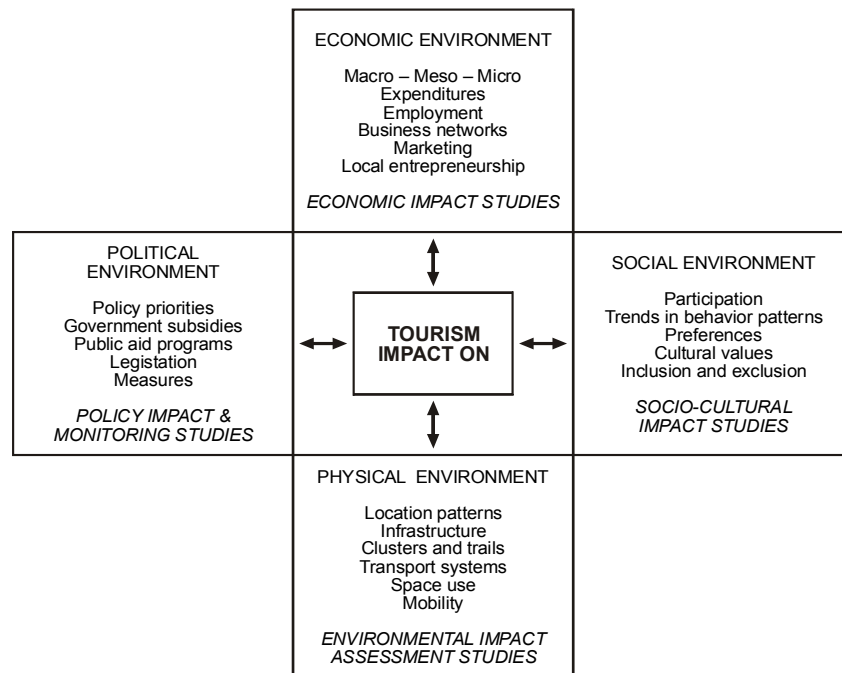 ECONOMIC ENVIRONMENT
Macro – Meso – Micro
Expenditures
Employment
Business networks
Marketing
Local entrepreneurship
ECONOMIC IMPACT STUDIES
POLITICAL
ENVIRONMENT
Policy priorities
Government subsidies
Public aid programs
Legistation
Measures
POLICY IMPACT &
MONITORING STUDIES
TOURISM
IMPACT ON
SOCIAL ENVIRONMENT
Participation
Trends in behavior patterns
Preferences
Cultural values
Inclusion and exclusion
SOCIO-CULTURAL
IMPACT STUDIES
PHYSICAL ENVIRONMENT
Location patterns
Infrastructure
Clusters and trails
Transport systems
Space use
Mobility
ENVIRONMENTAL IMPACT
ASSESSMENT STUDIES